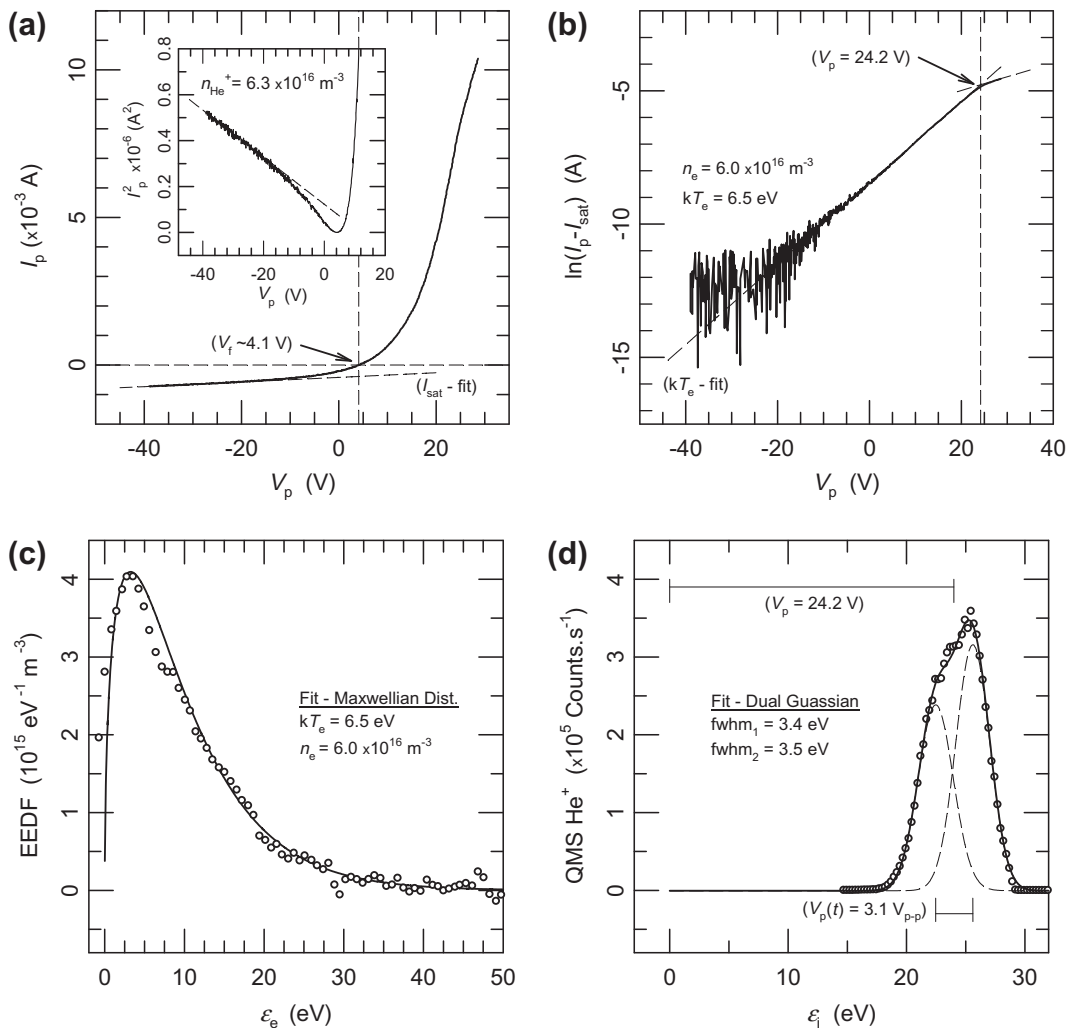 (a)
I_p (x10^-3 A)
10
5
0
-40
-20
0
20
V_p (V)
n_He^+ = 6.3 x10^16 m^-3
I_p^2 x10^-6 (A^2)
0.8
0.6
0.4
0.2
0.0
-40
-20
0
20
V_p (V)
(V_f ~4.1 V)
(I_sat - fit)
(b)
ln(I_p-I_sat) (A)
-5
-10
-15
-40
-20
0
20
40
V_p (V)
(V_p = 24.2 V)
n_e = 6.0x10^16 m^-3
kT_e = 6.5 eV
(kT_e - fit)
(c)
EEDF (10^15 eV^-1 m^-3)
4
3
2
1
0
0
10
20
30
40
50
ε_e (eV)
Fit - Maxwellian Dist.
kT_e = 6.5 eV
n_e = 6.0 x10^16 m^-3
(d)
QMS He^+ (x10^5 Counts.s^-1)
4
3
2
1
0
0
10
20
30
ε_i (eV)
(V_p = 24.2 V)
Fit - Dual Guassian
fwhm_1 = 3.4 eV
fwhm_2 = 3.5 eV
(V_p(t) = 3.1 V_p-p)